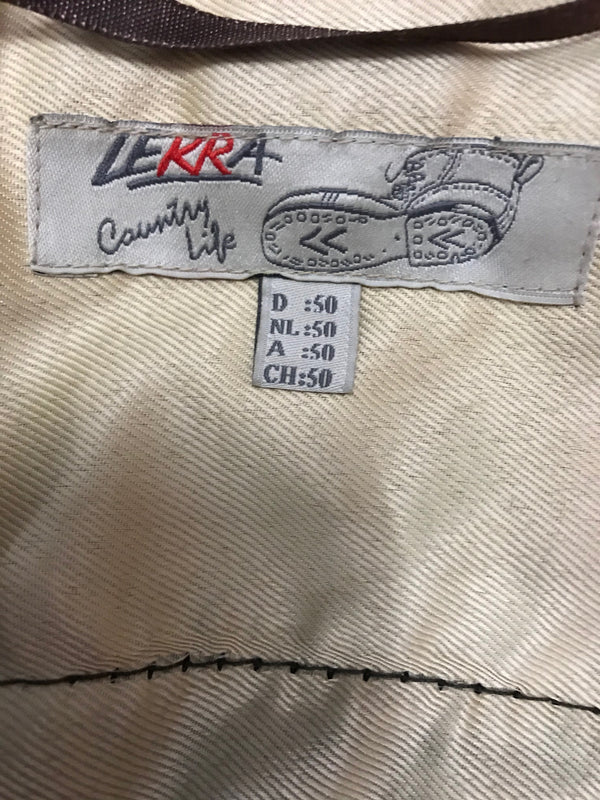 LEKRA
Country
Life
D :50
NL:50
A :50
CH:50